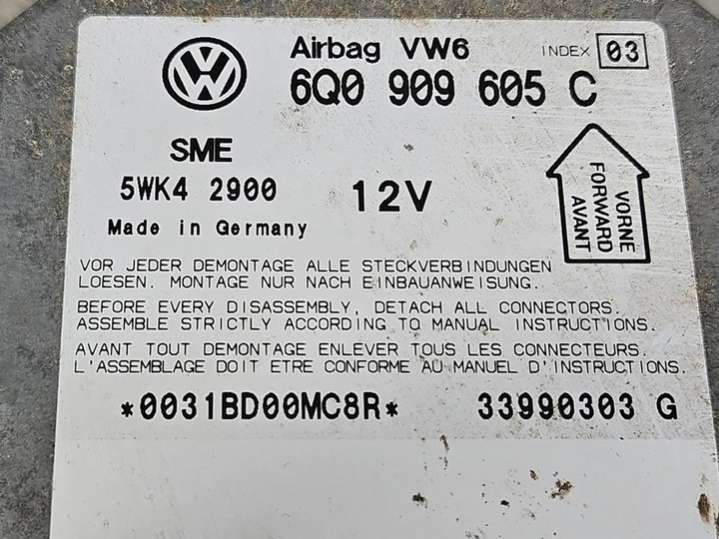 Airbag VW6 INDEX 03
6Q0 909 605 C
SME
5WK4 2900 12V
Made in Germany
VORNE
FORWARD
AVANT
VOR JEDER DEMONTAGE ALLE STECKVERBINDUNGEN
LOESEN. MONTAGE NUR NACH EINBAUANWEISUNG.
BEFORE EVERY DISASSEMBLY, DETACH ALL CONNECTORS.
ASSEMBLE STRICTLY ACCORDING TO MANUAL INSTRUCTIONS.
AVANT TOUT DEMONTAGE ENLEVER TOUS LES CONNECTEURS.
L'ASSEMBLAGE DOIT ETRE CONFORME AU MANUEL D'INSTRUCTIONS.
*0031BD00MC8R* 33990303 G